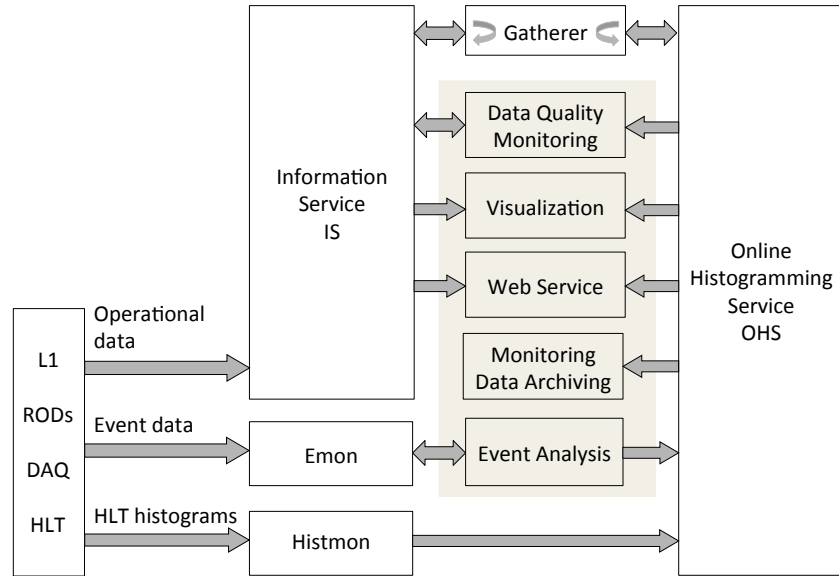 Gatherer
Data Quality
Monitoring
Information
Service
IS
Visualization
Online
Histogramming
Service
OHS
Web Service
Operational
data
Monitoring
Data Archiving
L1
RODs
DAQ
HLT
Event data
Emon
Event Analysis
HLT histograms
Histmon